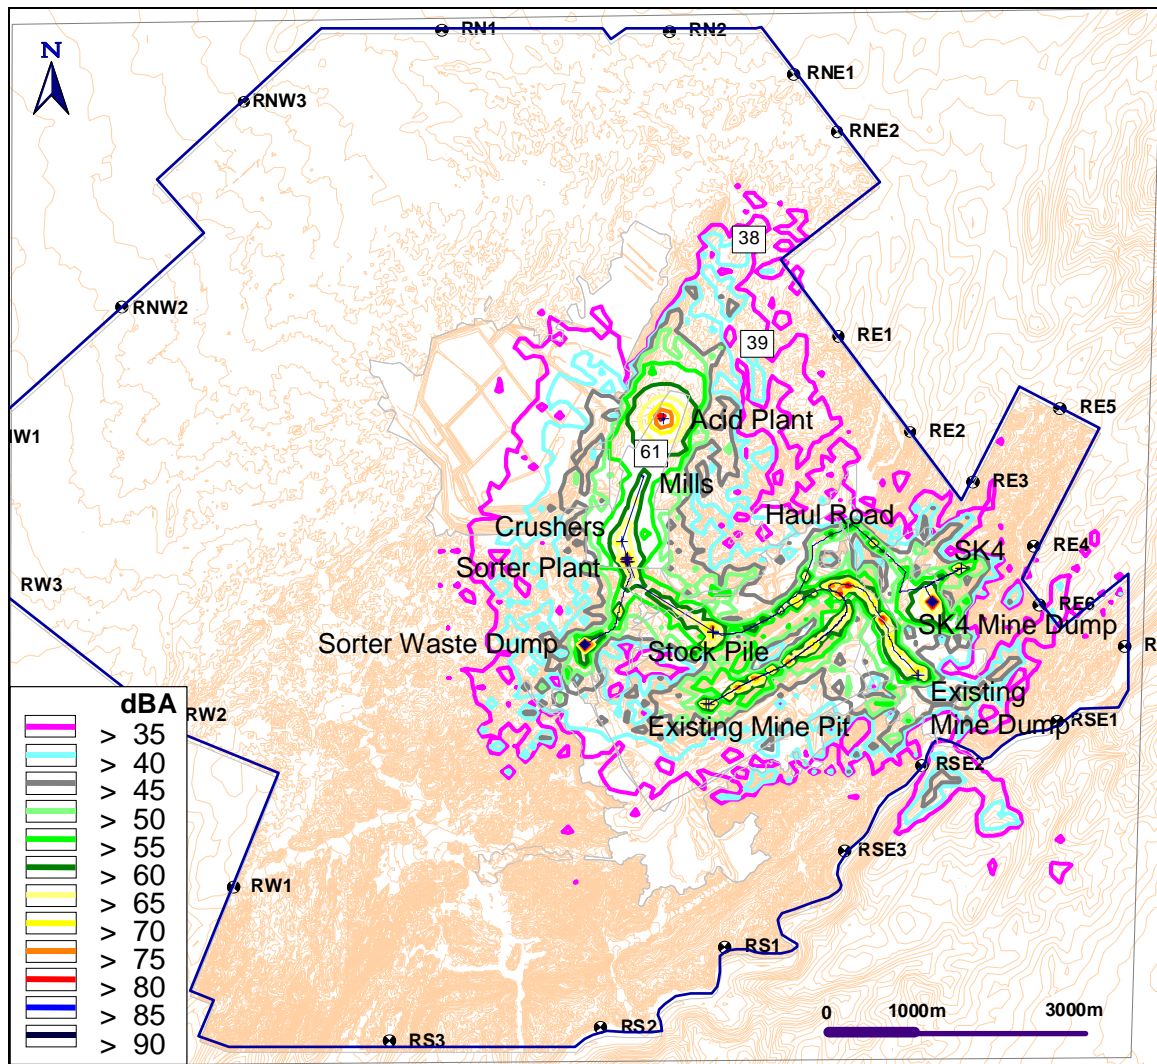 RN1
RN2
N
RNE1
RNW3
RNE2
38
RNW2
RE1
39
RE5
Acid Plant
W1
RE2
61
Mills
RE3
Haul Road
Crushers
RE4
SK4
Sorter Plant
RW3
RE6
SK4 Mine Dump
Sorter Waste Dump
Stock Pile
R
Existing
Mine Dump
dBA
RW2
Existing Mine Pit
RSE1
> 35
> 40
RSE2
> 45
> 50
> 55
RSE3
> 60
RW1
> 65
> 70
RS1
> 75
> 80
0 1000m 3000m
> 85
RS2
RS3
> 90